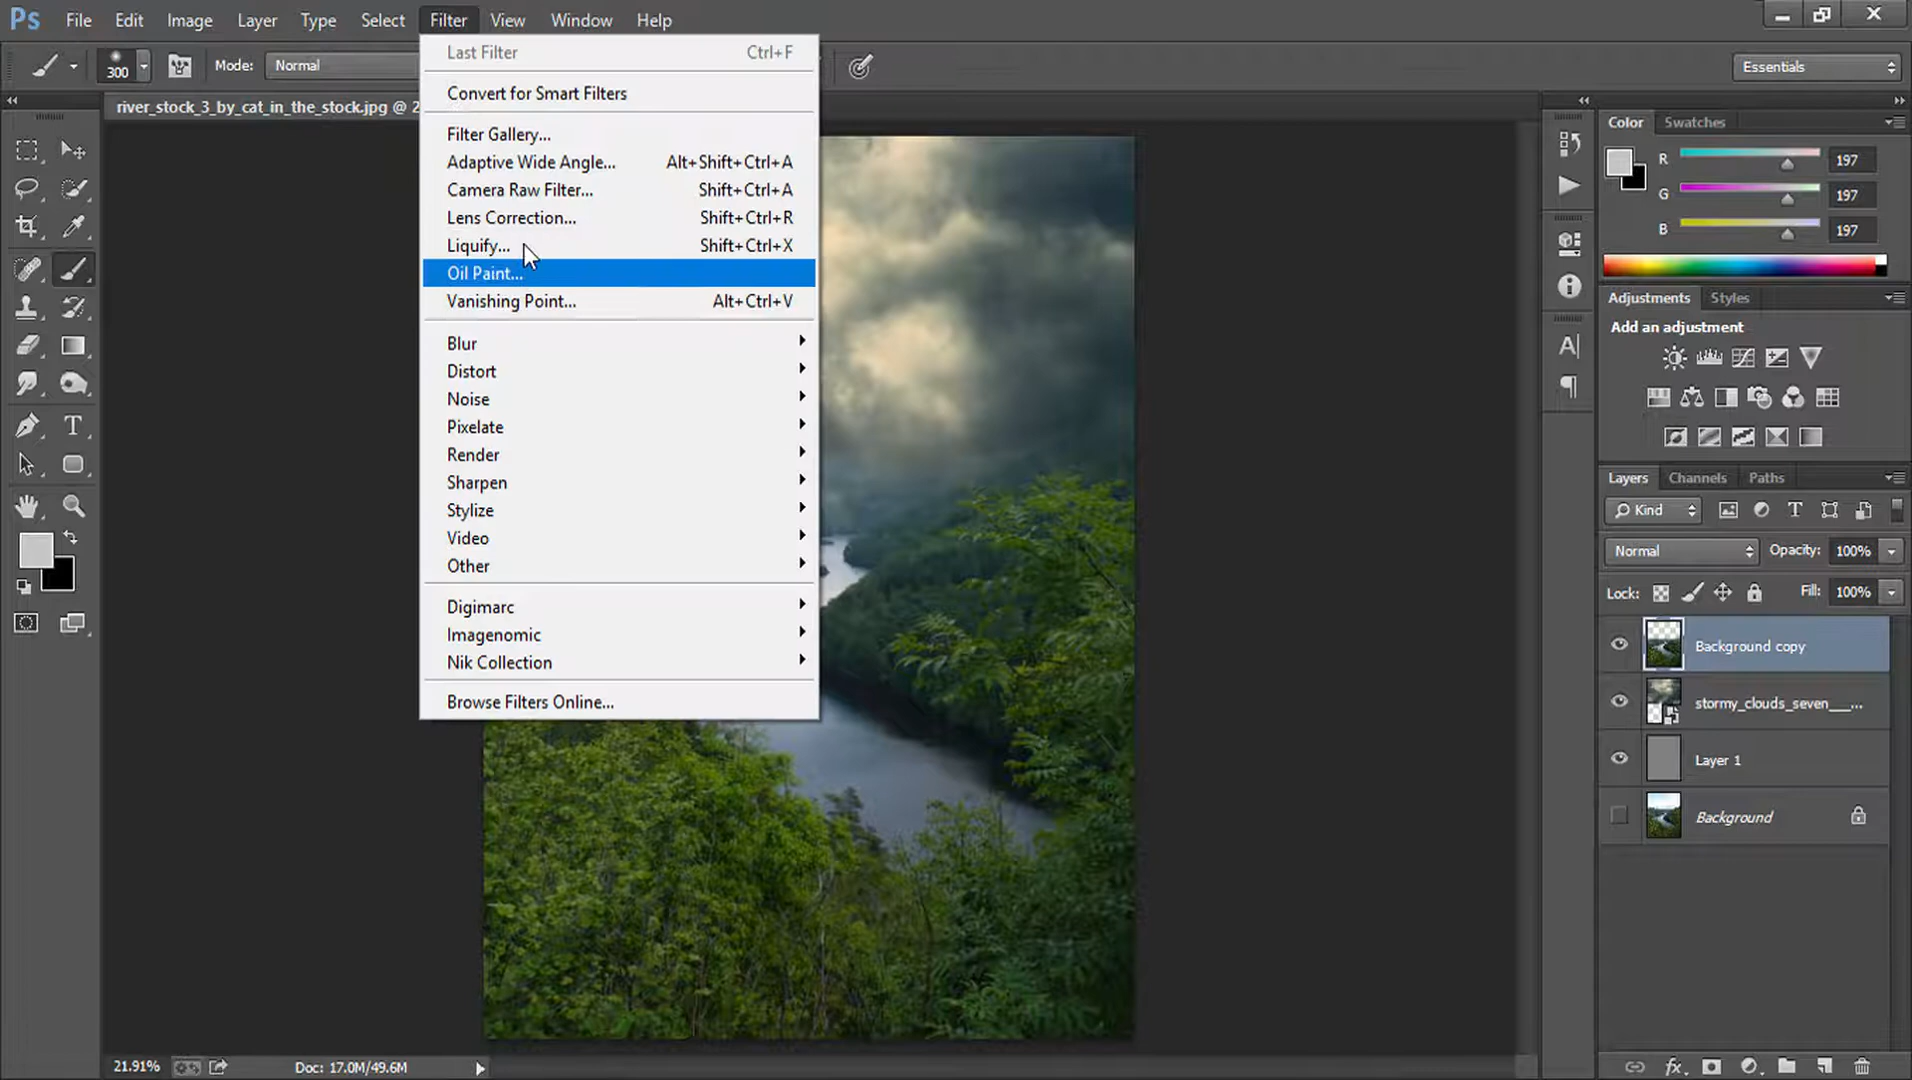 Ps File Edit Image Layer Type Select Filter View Window Help
300 Mode: Normal Essentials
river_stock_3_by_cat_in_the_stock.jpg @ 2
Last Filter Ctrl+F
Convert for Smart Filters
Filter Gallery...
Adaptive Wide Angle... Alt+Shift+Ctrl+A
Camera Raw Filter... Shift+Ctrl+A
Lens Correction... Shift+Ctrl+R
Liquify... Shift+Ctrl+X
Oil Paint...
Vanishing Point... Alt+Ctrl+V
Blur
Distort
Noise
Pixelate
Render
Sharpen
Stylize
Video
Other
Digimarc
Imagenomic
Nik Collection
Browse Filters Online...
Color Swatches
R 197
G 197
B 197
Adjustments Styles
Add an adjustment
Layers Channels Paths
Kind
Normal Opacity: 100%
Lock: Fill: 100%
Background copy
stormy_clouds_seven___...
Layer 1
Background
fx
21.91% Doc: 17.0M/49.6M